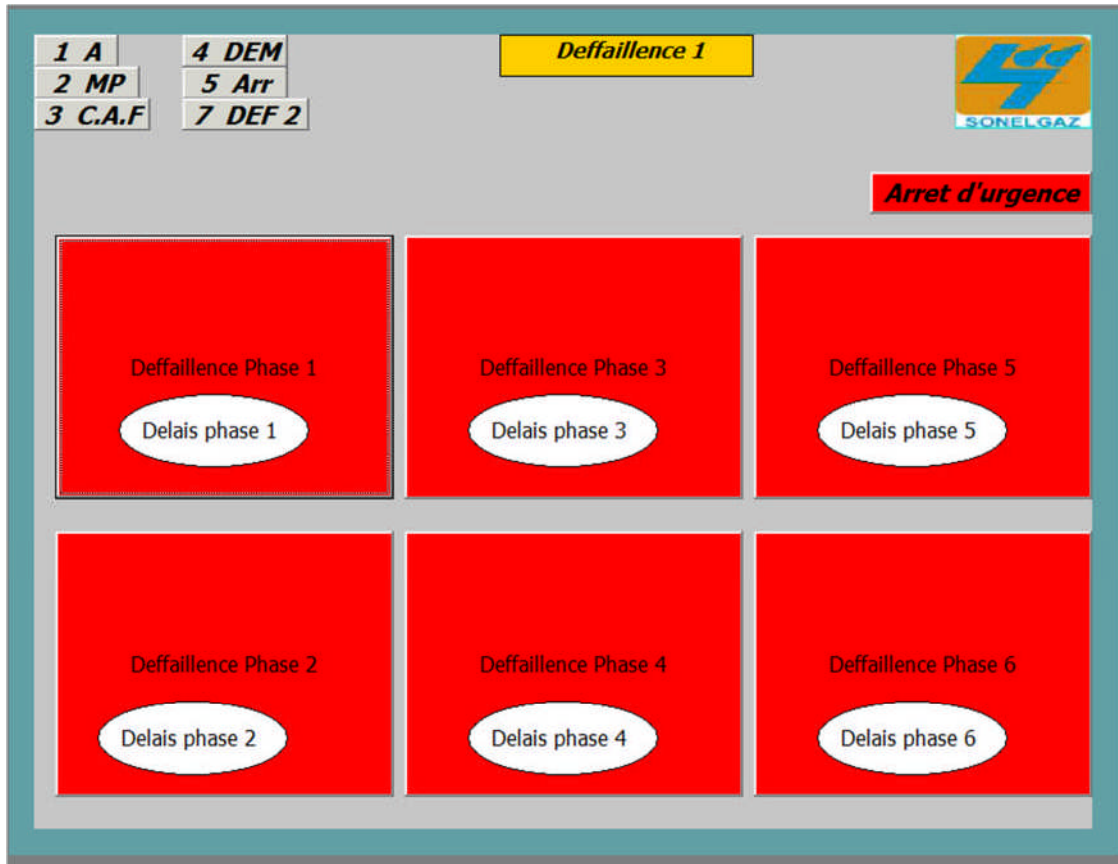 1 A
2 MP
3 C.A.F
4 DEM
5 Arr
7 DEF 2
Deffaillence 1
SONELGAZ
Arret d'urgence
Deffaillence Phase 1
Delais phase 1
Deffaillence Phase 3
Delais phase 3
Deffaillence Phase 5
Delais phase 5
Deffaillence Phase 2
Delais phase 2
Deffaillence Phase 4
Delais phase 4
Deffaillence Phase 6
Delais phase 6